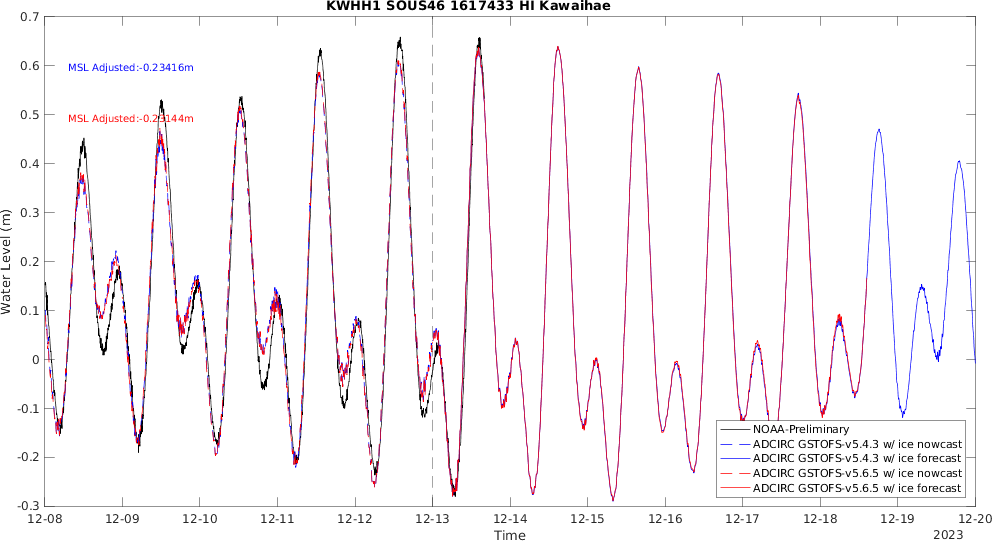 KWHH1 SOUS46 1617433 HI Kawaihae
0.7
0.6
0.5
0.4
0.3
0.2
0.1
0
-0.1
-0.2
-0.3
Water Level (m)
MSL Adjusted:-0.23416m
MSL Adjusted:-0.23144m
NOAA-Preliminary
ADCIRC GSTOFS-v5.4.3 w/ ice nowcast
ADCIRC GSTOFS-v5.4.3 w/ ice forecast
ADCIRC GSTOFS-v5.6.5 w/ ice nowcast
ADCIRC GSTOFS-v5.6.5 w/ ice forecast
12-08 12-09 12-10 12-11 12-12 12-13 12-14 12-15 12-16 12-17 12-18 12-19 12-20
Time
2023